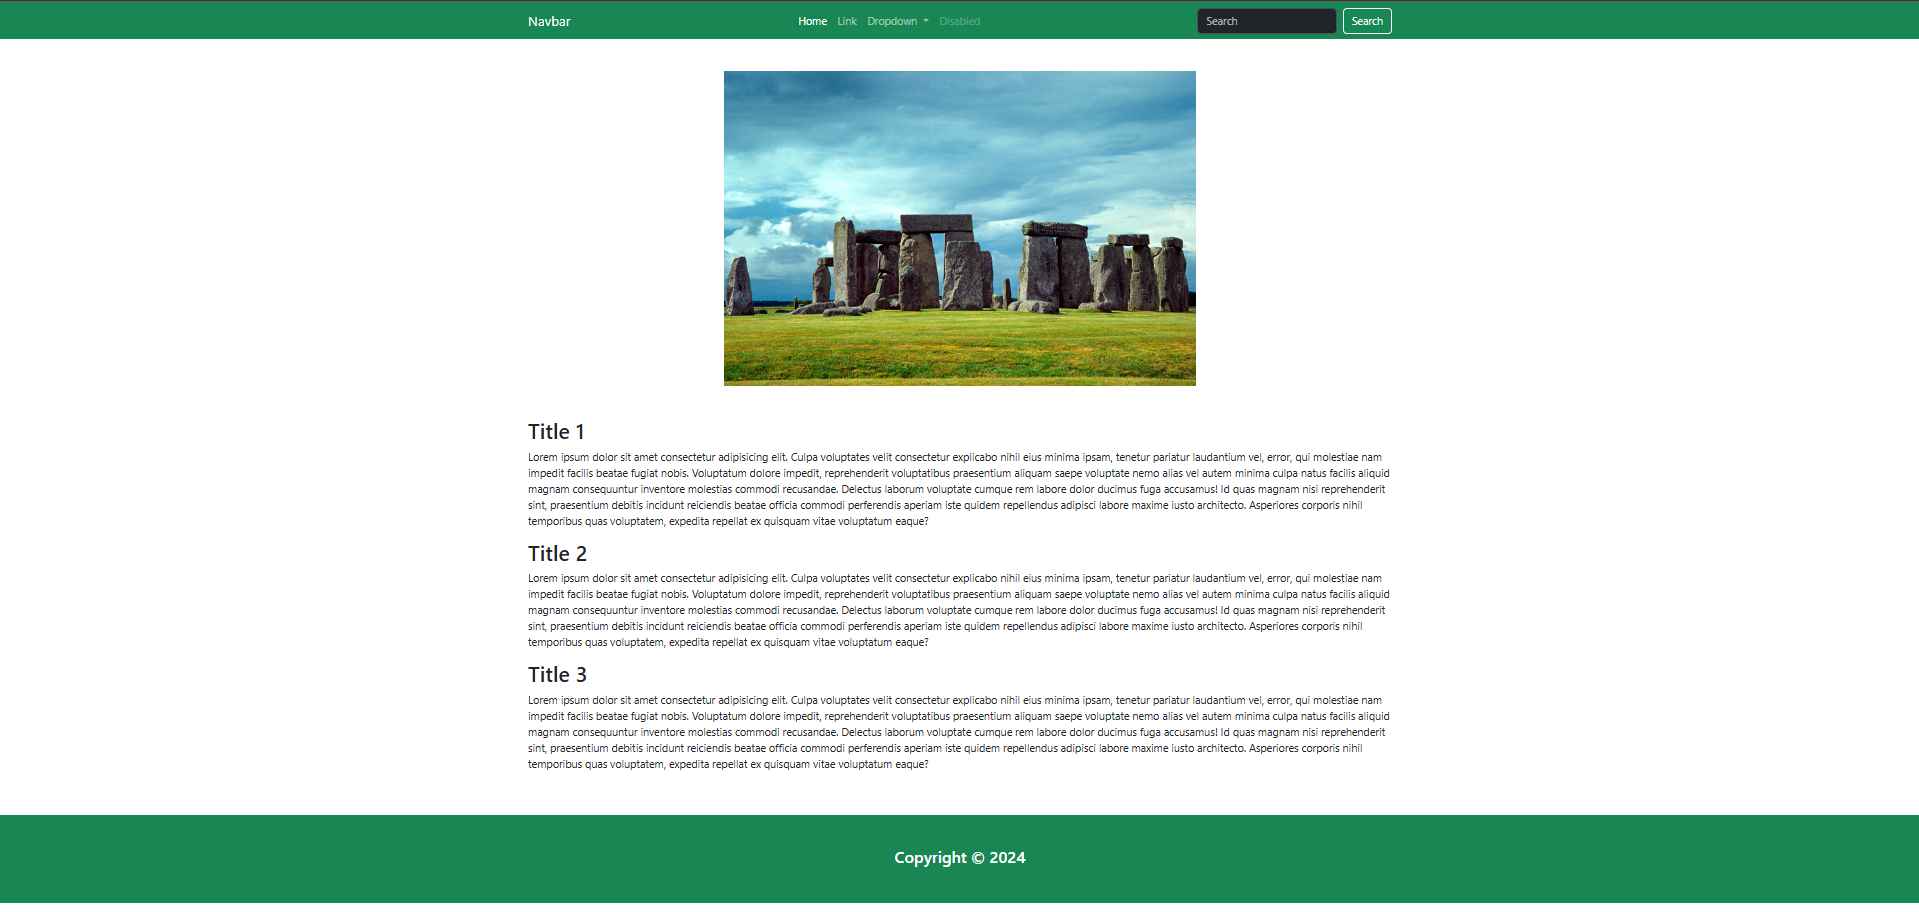 Navbar Home Link Dropdown Disabled Search Search
Title 1
Lorem ipsum dolor sit amet consectetur adipisicing elit. Culpa voluptates velit consectetur explicabo nihil eius minima ipsam, tenetur pariatur laudantium vel, error, qui molestiae nam
impedit facilis beatae fugiat nobis. Voluptatum dolore impedit, reprehenderit voluptatibus praesentium aliquam saepe voluptate nemo alias vel autem minima culpa natus facilis aliquid
magnam consequuntur inventore molestias commodi recusandae. Delectus laborum voluptate cumque rem labore dolor ducimus fuga accusamus! Id quas magnam nisi reprehenderit
sint, praesentium debitis incidunt reiciendis beatae officia commodi perferendis aperiam iste quidem repellendus adipisci labore maxime iusto architecto. Asperiores corporis nihil
temporibus quas voluptatem, expedita repellat ex quisquam vitae voluptatum eaque?
Title 2
Lorem ipsum dolor sit amet consectetur adipisicing elit. Culpa voluptates velit consectetur explicabo nihil eius minima ipsam, tenetur pariatur laudantium vel, error, qui molestiae nam
impedit facilis beatae fugiat nobis. Voluptatum dolore impedit, reprehenderit voluptatibus praesentium aliquam saepe voluptate nemo alias vel autem minima culpa natus facilis aliquid
magnam consequuntur inventore molestias commodi recusandae. Delectus laborum voluptate cumque rem labore dolor ducimus fuga accusamus! Id quas magnam nisi reprehenderit
sint, praesentium debitis incidunt reiciendis beatae officia commodi perferendis aperiam iste quidem repellendus adipisci labore maxime iusto architecto. Asperiores corporis nihil
temporibus quas voluptatem, expedita repellat ex quisquam vitae voluptatum eaque?
Title 3
Lorem ipsum dolor sit amet consectetur adipisicing elit. Culpa voluptates velit consectetur explicabo nihil eius minima ipsam, tenetur pariatur laudantium vel, error, qui molestiae nam
impedit facilis beatae fugiat nobis. Voluptatum dolore impedit, reprehenderit voluptatibus praesentium aliquam saepe voluptate nemo alias vel autem minima culpa natus facilis aliquid
magnam consequuntur inventore molestias commodi recusandae. Delectus laborum voluptate cumque rem labore dolor ducimus fuga accusamus! Id quas magnam nisi reprehenderit
sint, praesentium debitis incidunt reiciendis beatae officia commodi perferendis aperiam iste quidem repellendus adipisci labore maxime iusto architecto. Asperiores corporis nihil
temporibus quas voluptatem, expedita repellat ex quisquam vitae voluptatum eaque?
Copyright © 2024